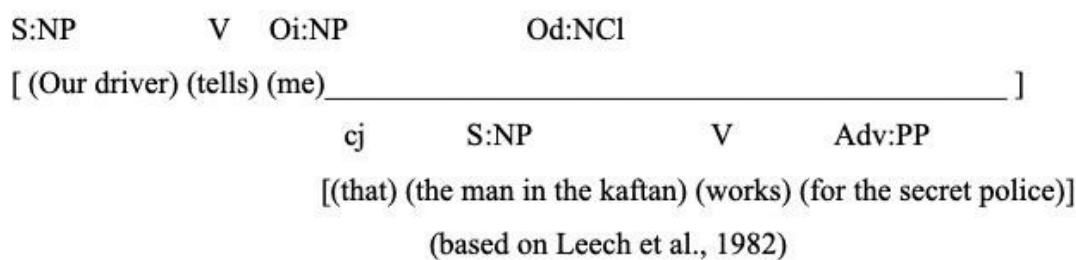 S:NP V Oi:NP Od:NCl
[ (Our driver) (tells) (me)__________________________________________________ ]
cj S:NP V Adv:PP
[(that) (the man in the kaftan) (works) (for the secret police)]
(based on Leech et al., 1982)